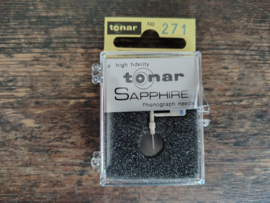 tonar
NO
271
high fidelity
tonar
SAPPHIRE
Phonograph needle